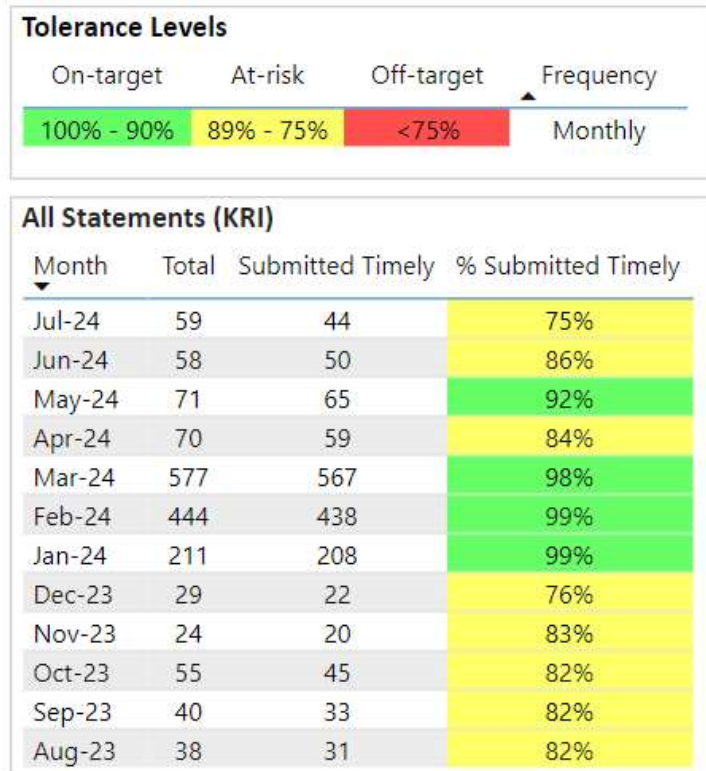 Tolerance Levels
On-target At-risk Off-target Frequency
100% - 90% 89% - 75% <75% Monthly
All Statements (KRI)
Month Total Submitted Timely % Submitted Timely
Jul-24 59 44 75%
Jun-24 58 50 86%
May-24 71 65 92%
Apr-24 70 59 84%
Mar-24 577 567 98%
Feb-24 444 438 99%
Jan-24 211 208 99%
Dec-23 29 22 76%
Nov-23 24 20 83%
Oct-23 55 45 82%
Sep-23 40 33 82%
Aug-23 38 31 82%